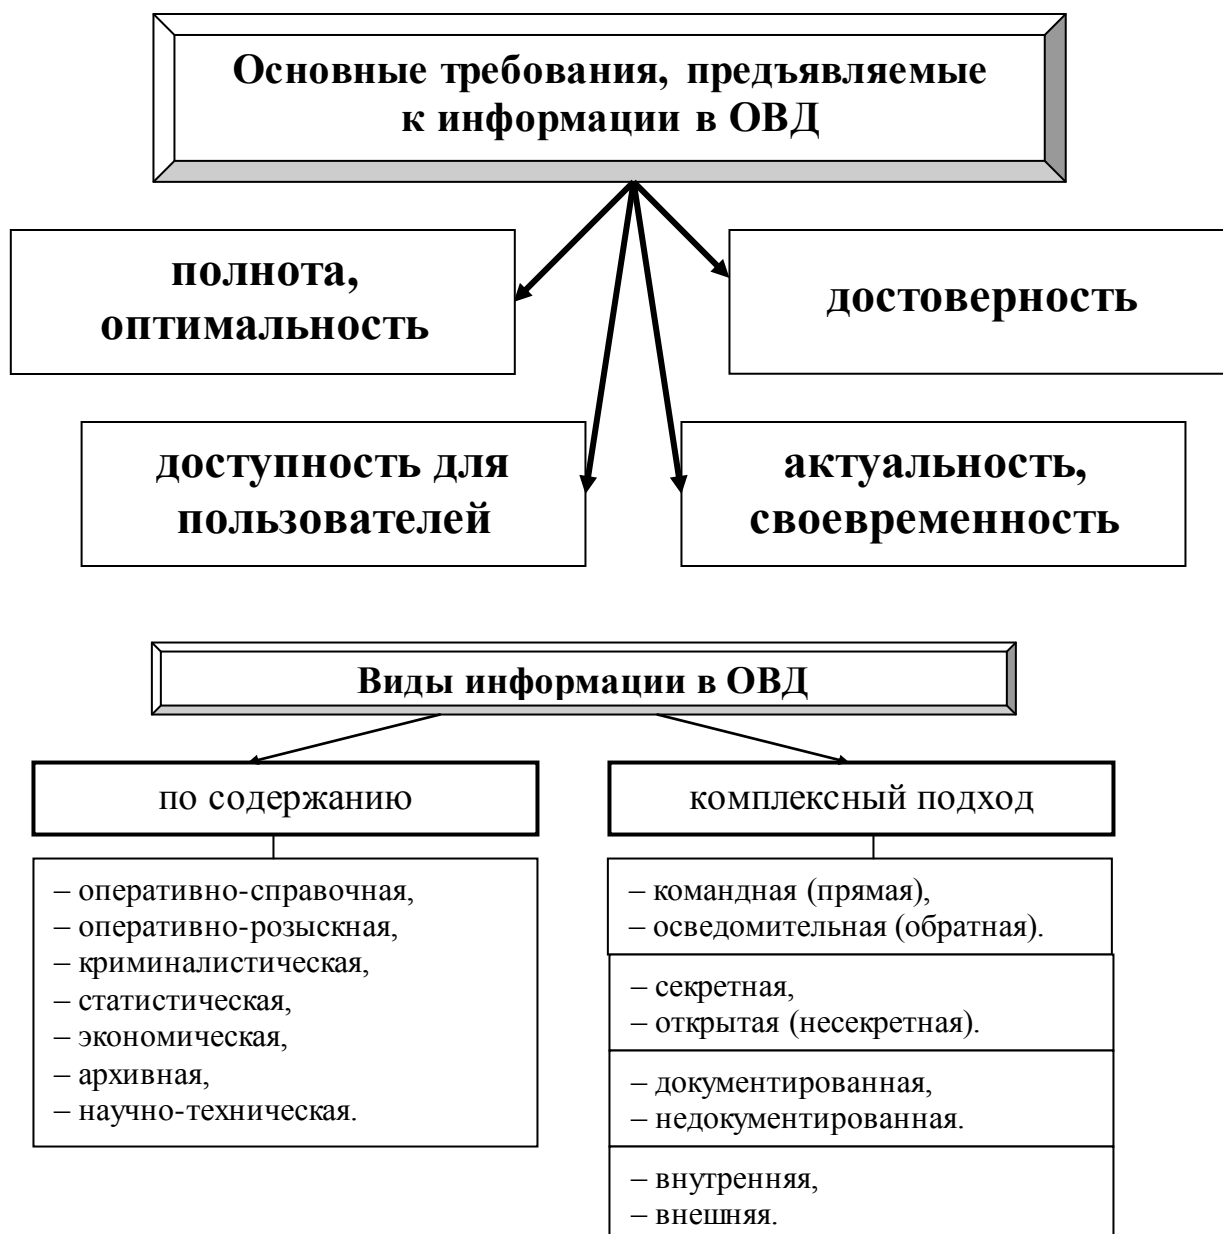 Основные требования, предъявляемые
к информации в ОВД
полнота,
оптимальность
достоверность
доступность для
пользователей
актуальность,
своевременность
Виды информации в ОВД
по содержанию
– оперативно-справочная,
– оперативно-розыскная,
– криминалистическая,
– статистическая,
– экономическая,
– архивная,
– научно-техническая.
комплексный подход
– командная (прямая),
– осведомительная (обратная).
– секретная,
– открытая (несекретная).
– документированная,
– недокументированная.
– внутренняя,
– внешняя.